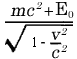 mc²+E₀
√1-v²
c²